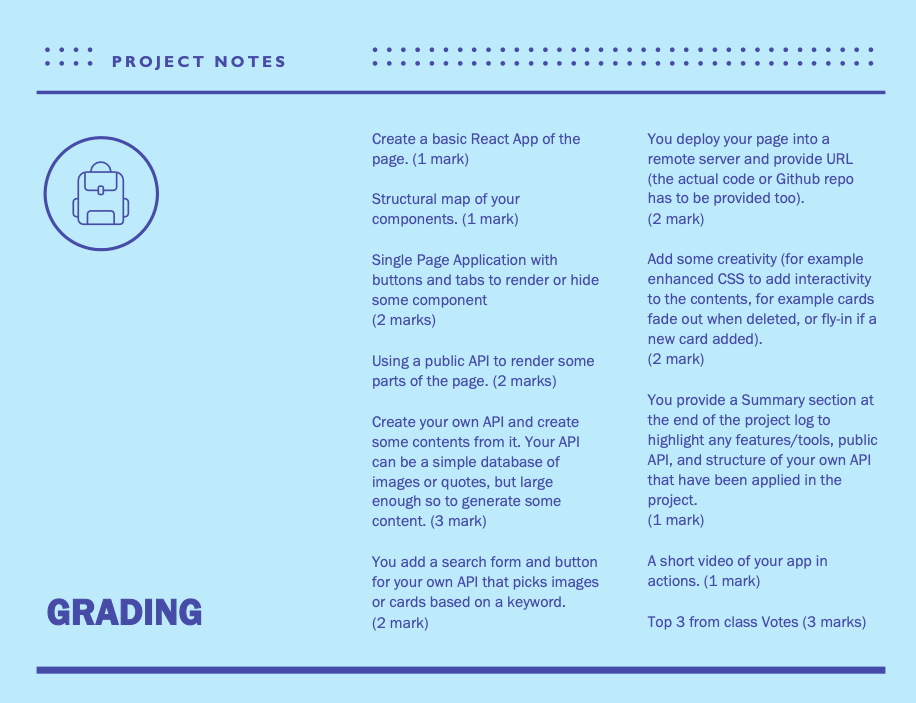 PROJECT NOTES
GRADING
Create a basic React App of the
page. (1 mark)
Structural map of your
components. (1 mark)
Single Page Application with
buttons and tabs to render or hide
some component
(2 marks)
Using a public API to render some
parts of the page. (2 marks)
Create your own API and create
some contents from it. Your API
can be a simple database of
images or quotes, but large
enough so to generate some
content. (3 mark)
You add a search form and button
for your own API that picks images
or cards based on a keyword.
(2 mark)
You deploy your page into a
remote server and provide URL
(the actual code or Github repo
has to be provided too).
(2 mark)
Add some creativity (for example
enhanced CSS to add interactivity
to the contents, for example cards
fade out when deleted, or fly-in if a
new card added).
(2 mark)
You provide a Summary section at
the end of the project log to
highlight any features/tools, public
API, and structure of your own API
that have been applied in the
project.
(1 mark)
A short video of your app in
actions. (1 mark)
Top 3 from class Votes (3 marks)